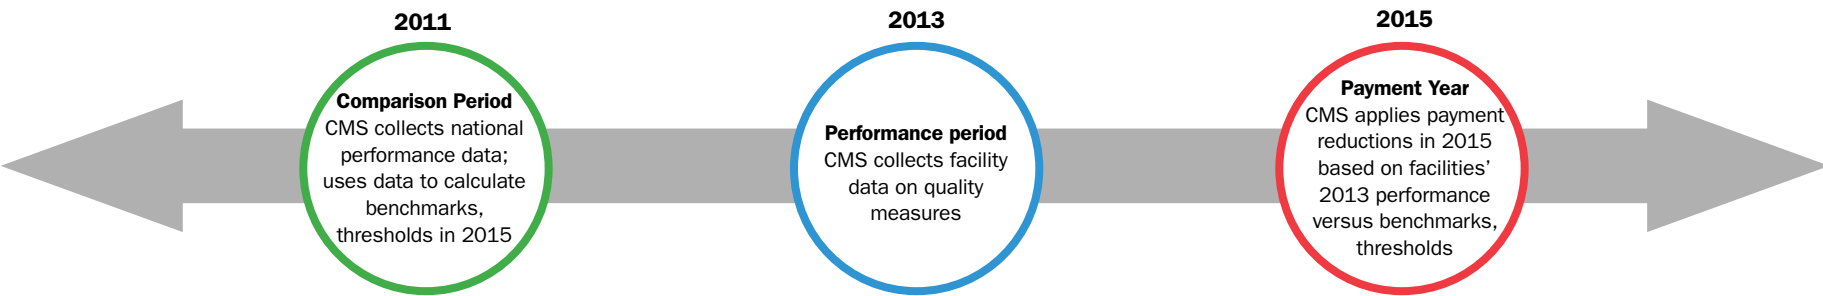 2011
Comparison Period
CMS collects national
performance data;
uses data to calculate
benchmarks,
thresholds in 2015
2013
Performance period
CMS collects facility
data on quality
measures
2015
Payment Year
CMS applies payment
reductions in 2015
based on facilities’
2013 performance
versus benchmarks,
thresholds